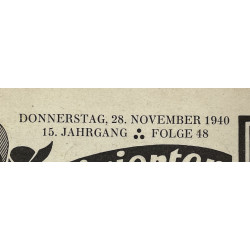 DONNERSTAG, 28. NOVEMBER 1940
15. JAHRGANG ⛬ FOLGE 48